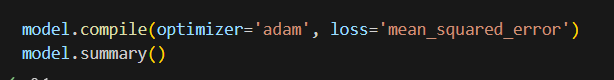 model.compile(optimizer='adam', loss='mean_squared_error')
model.summary()